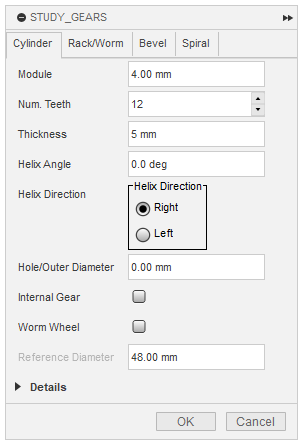 STUDY_GEARS
Cylinder Rack/Worm Bevel Spiral
Module 4.00 mm
Num. Teeth 12
Thickness 5 mm
Helix Angle 0.0 deg
Helix Direction
Helix Direction
Right
Left
Hole/Outer Diameter 0.00 mm
Internal Gear
Worm Wheel
Reference Diameter 48.00 mm
Details
OK Cancel